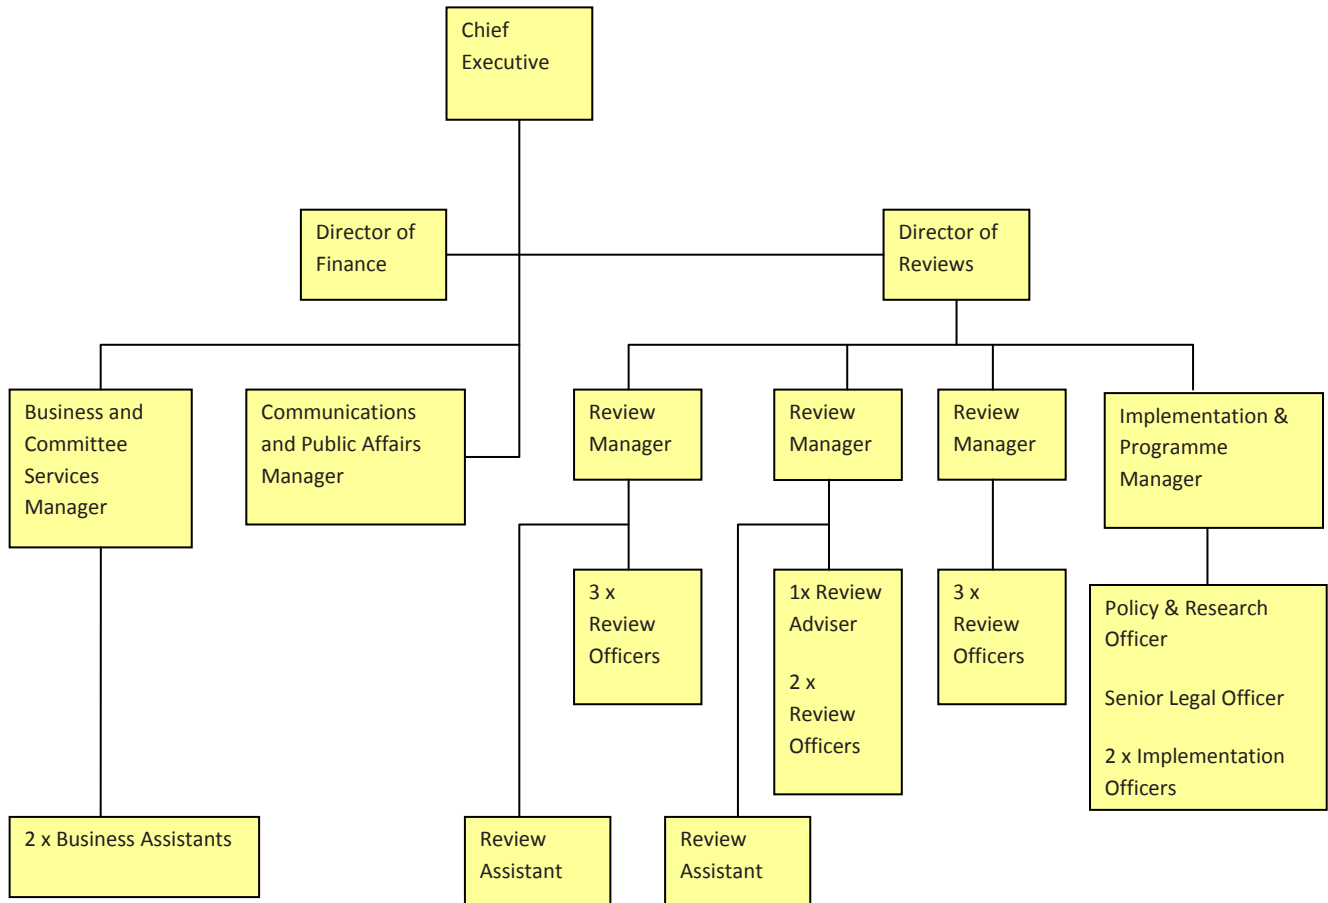 Chief
Executive
Director of
Finance
Director of
Reviews
Business and
Committee
Services
Manager
Communications
and Public Affairs
Manager
Review
Manager
Review
Manager
Review
Manager
Implementation &
Programme
Manager
3 x
Review
Officers
1x Review
Adviser
2 x
Review
Officers
3 x
Review
Officers
Policy & Research
Officer
Senior Legal Officer
2 x Implementation
Officers
2 x Business Assistants
Review
Assistant
Review
Assistant